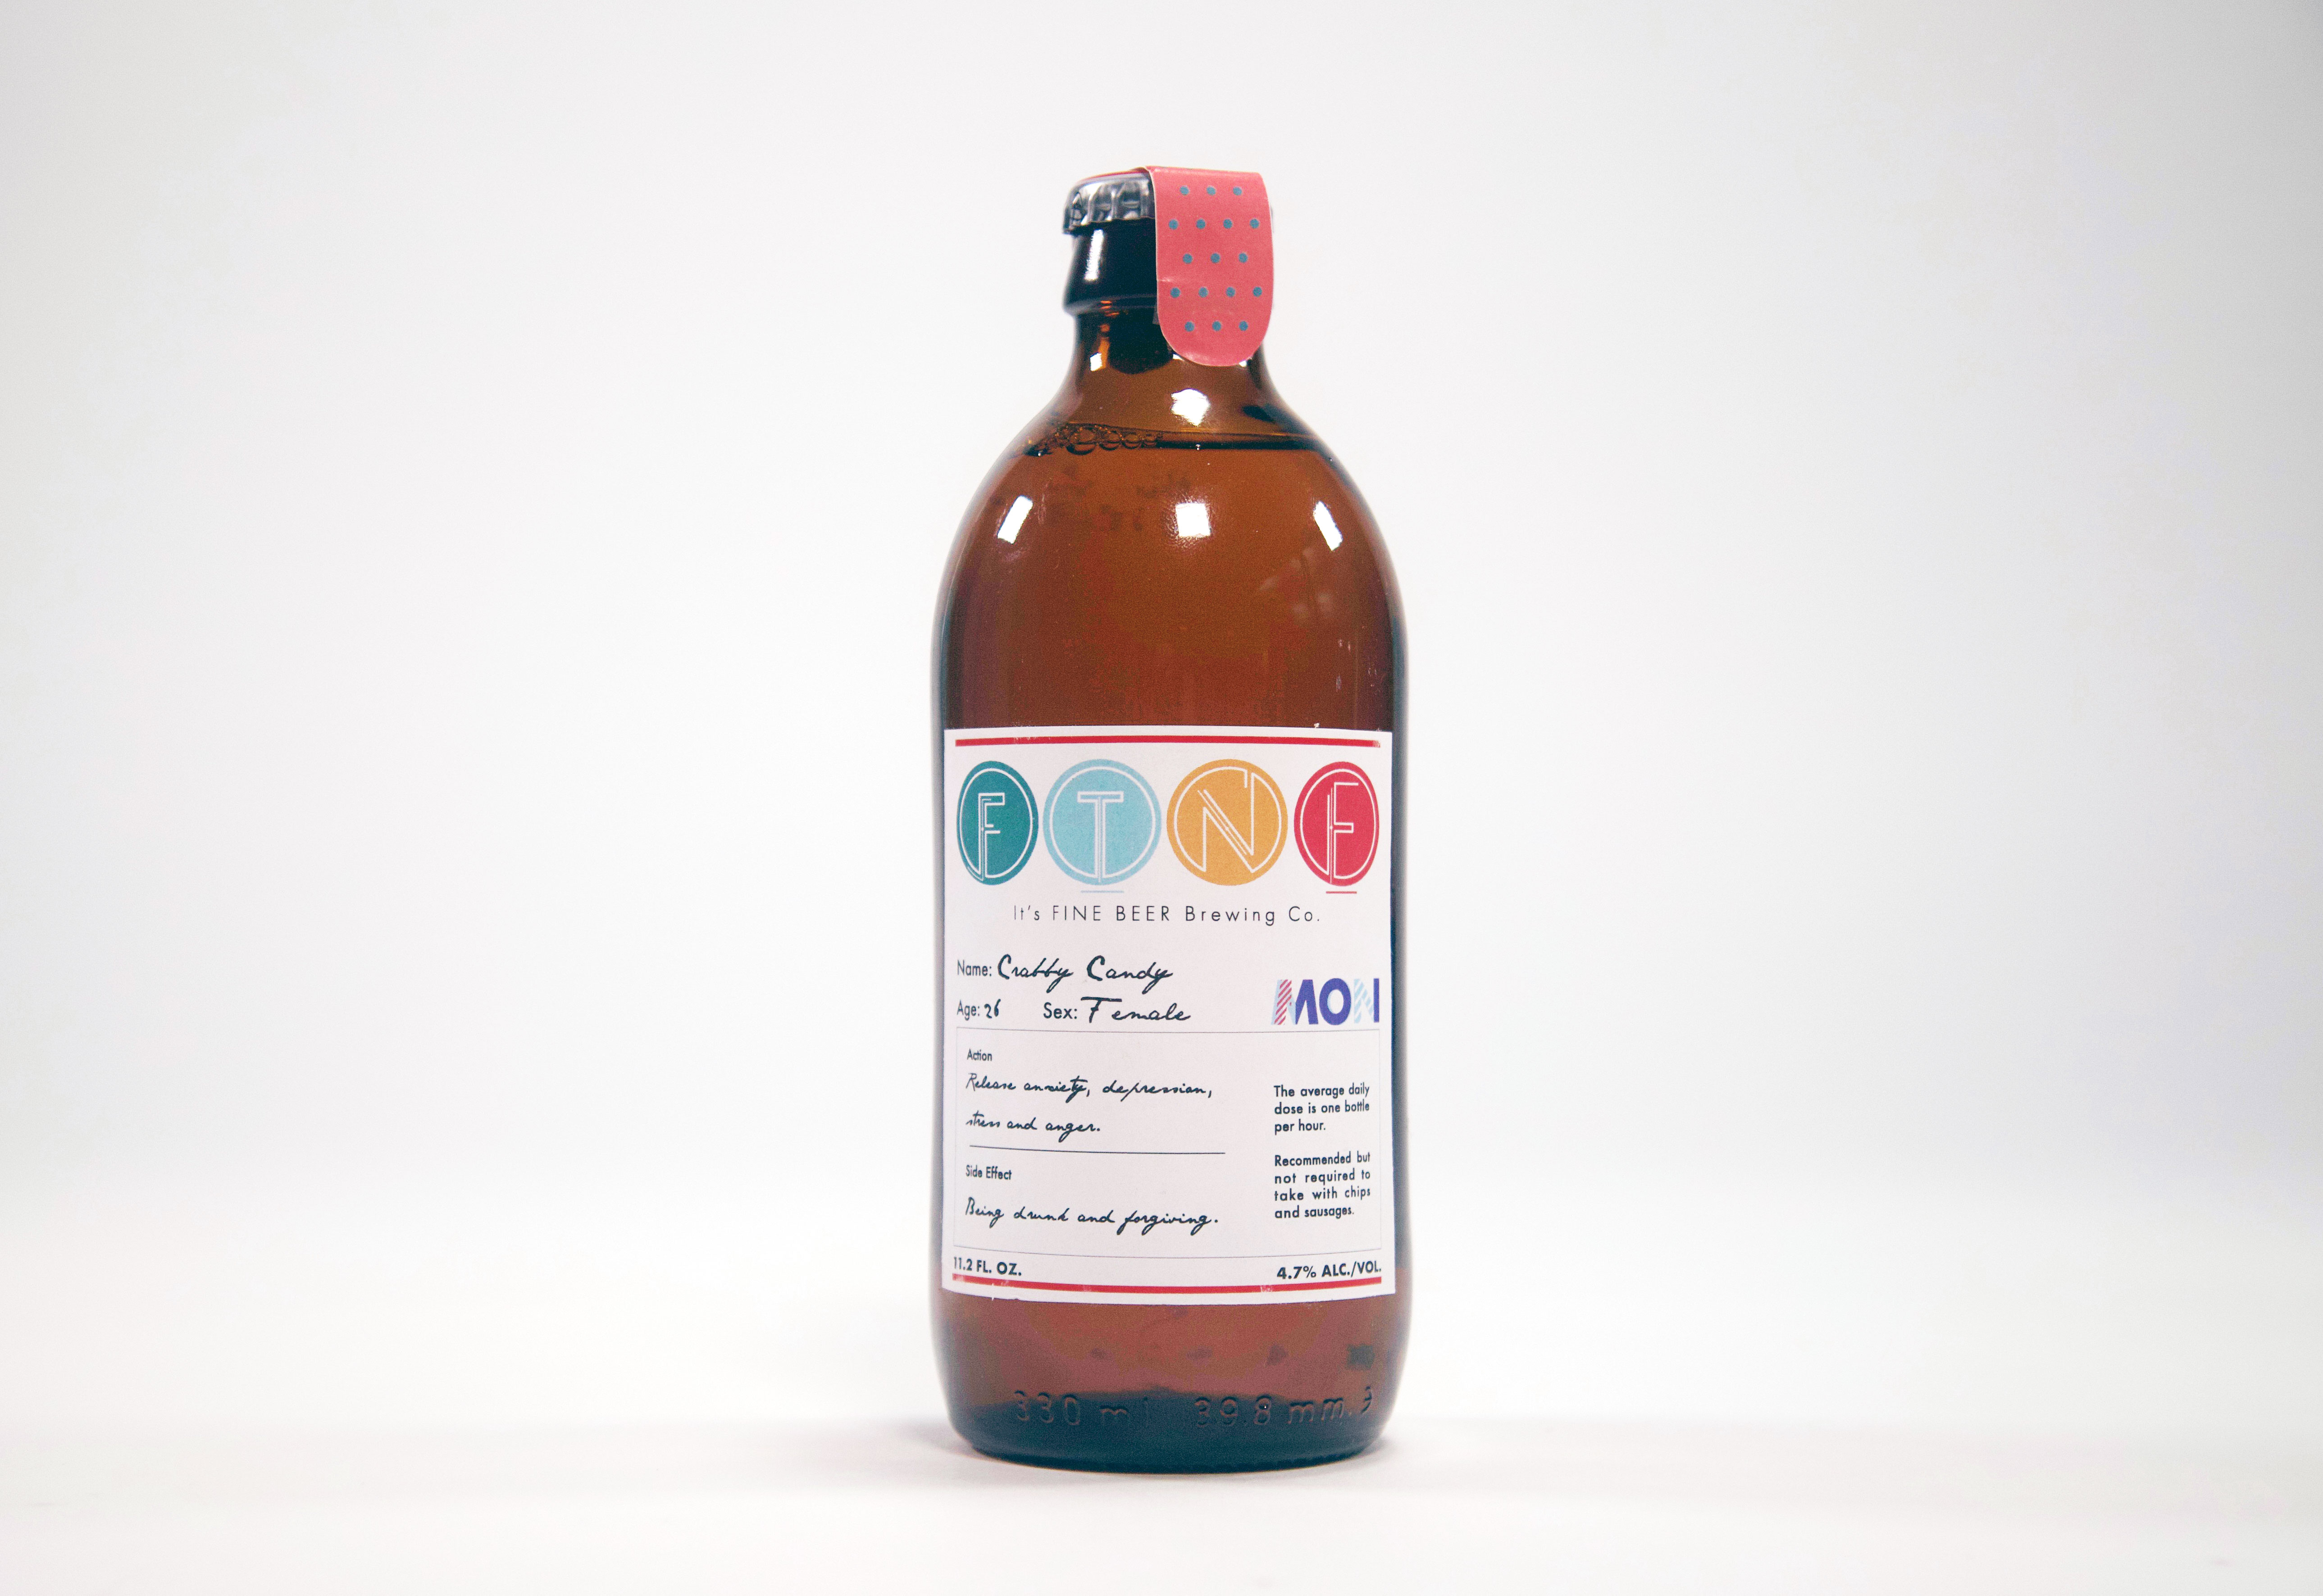 FINE
It's FINE BEER Brewing Co.
Name: Crabby Candy
Age: 26 Sex: Female
MON
Action
Release anxiety, depression,
stress and anger.
Side Effect
Being drunk and forgiving.
The average daily
dose is one bottle
per hour.
Recommended but
not required to
take with chips
and sausages.
11.2 FL. OZ.
4.7% ALC./VOL.
330 ml 39.8 mm.